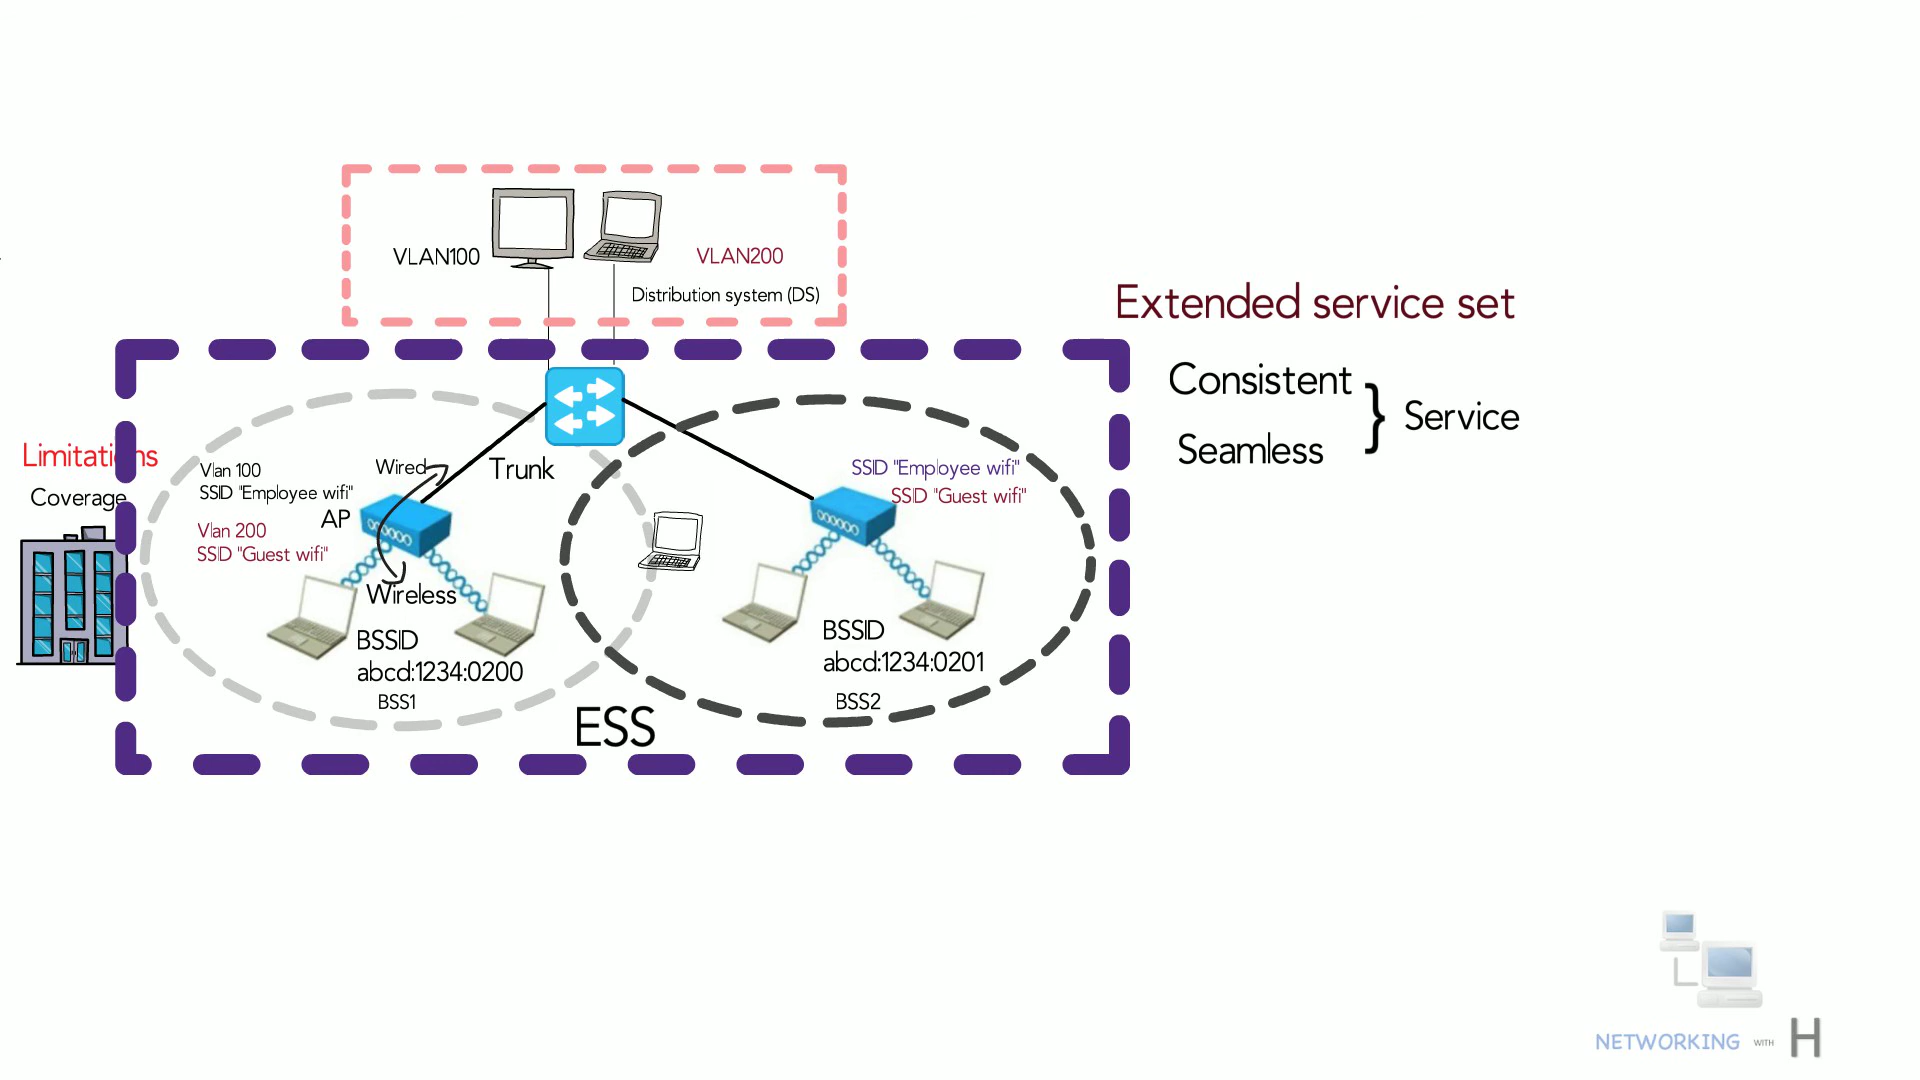 VLAN100
VLAN200
Distribution system (DS)
Extended service set
Consistent
Seamless
} Service
Limitations
Coverage
Vlan 100
SSID "Employee wifi"
AP
Vlan 200
SSID "Guest wifi"
Wired
Trunk
Wireless
BSSID
abcd:1234:0200
BSS1
SSID "Employee wifi"
SSID "Guest wifi"
BSSID
abcd:1234:0201
BSS2
ESS
NETWORKING WITH H